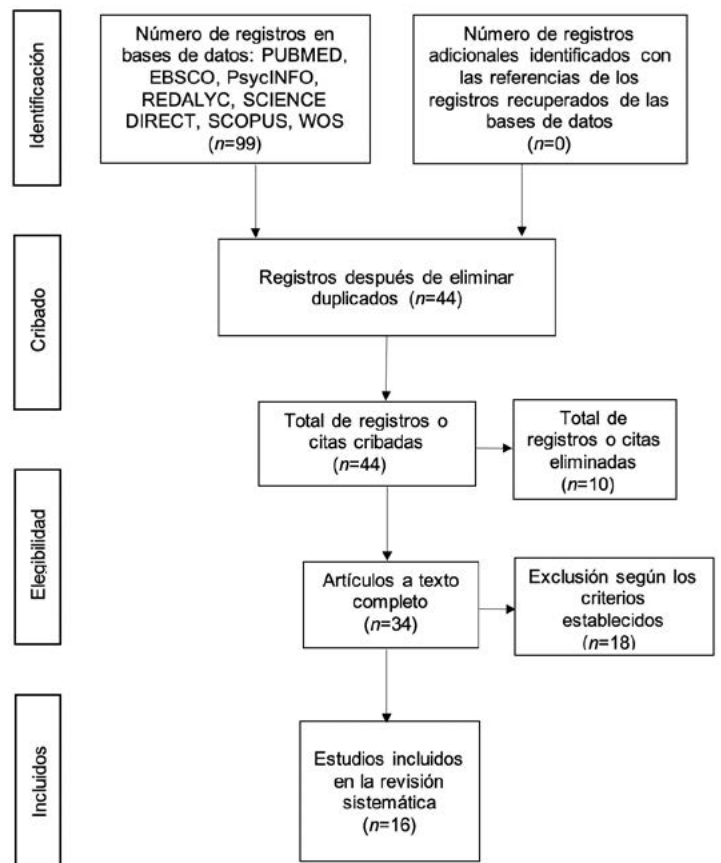 Identificación
Número de registros en
bases de datos: PUBMED,
EBSCO, PsycINFO,
REDALYC, SCIENCE
DIRECT, SCOPUS, WOS
(n=99)
Número de registros
adicionales identificados con
las referencias de los
registros recuperados de las
bases de datos
(n=0)
Cribado
Registros después de eliminar
duplicados (n=44)
Total de registros o
citas cribadas
(n=44)
Total de
registros o citas
eliminadas
(n=10)
Elegibilidad
Artículos a texto
completo
(n=34)
Exclusión según los
criterios
establecidos
(n=18)
Incluidos
Estudios incluidos
en la revisión
sistemática
(n=16)